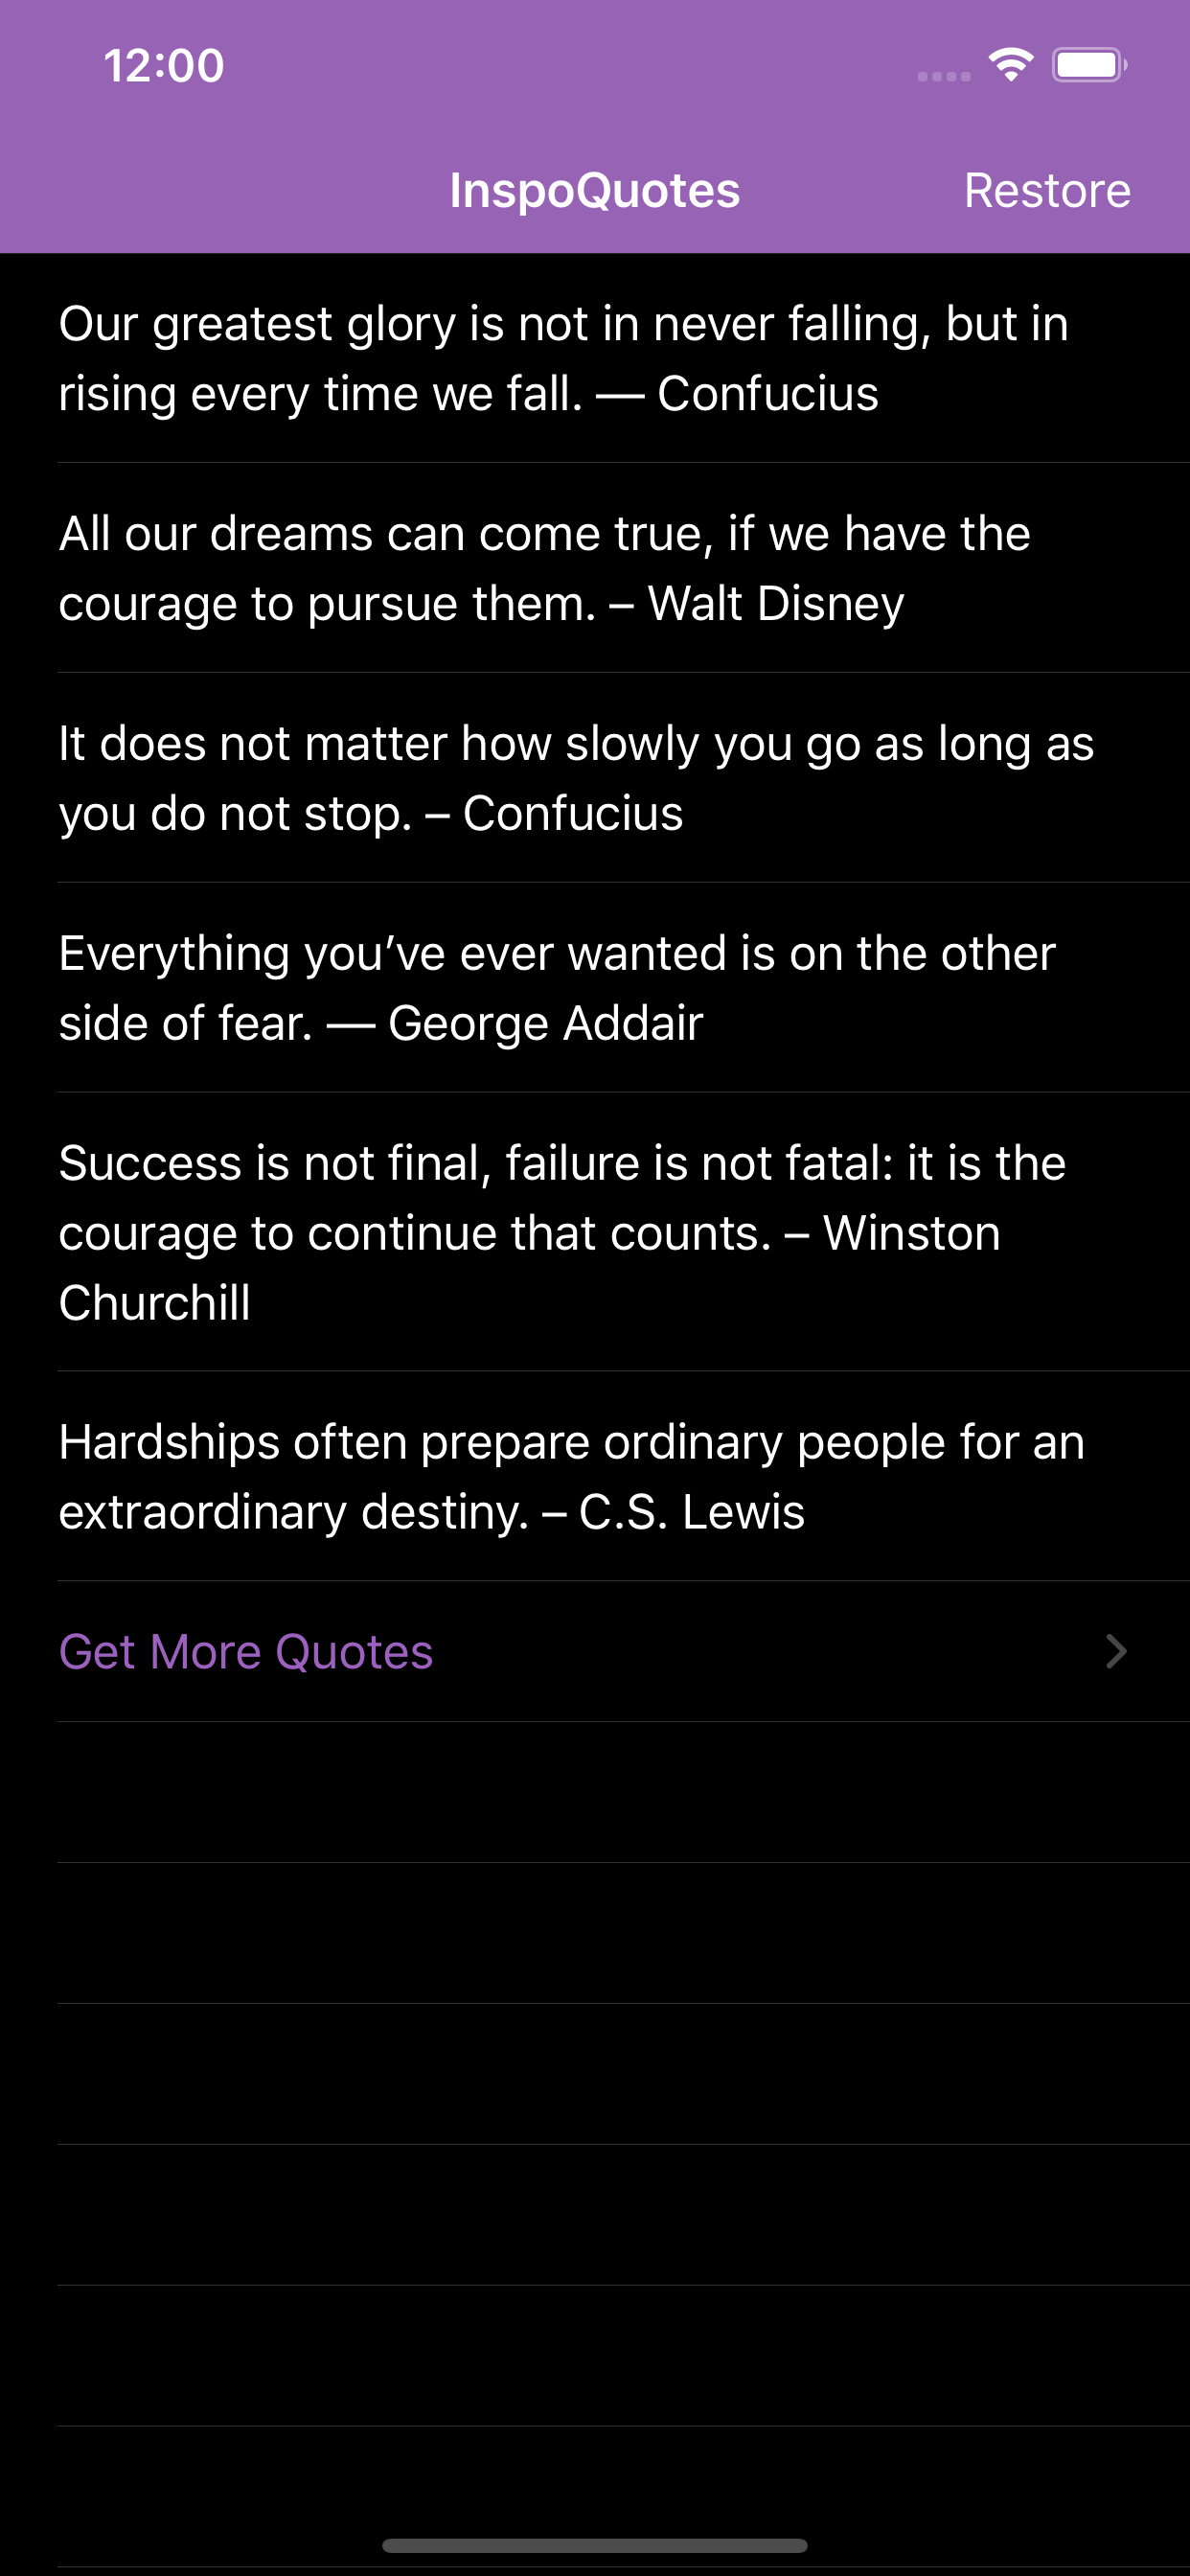 12:00
InspoQuotes
Restore
Our greatest glory is not in never falling, but in
rising every time we fall. — Confucius
All our dreams can come true, if we have the
courage to pursue them. – Walt Disney
It does not matter how slowly you go as long as
you do not stop. – Confucius
Everything you’ve ever wanted is on the other
side of fear. — George Addair
Success is not final, failure is not fatal: it is the
courage to continue that counts. – Winston
Churchill
Hardships often prepare ordinary people for an
extraordinary destiny. – C.S. Lewis
Get More Quotes